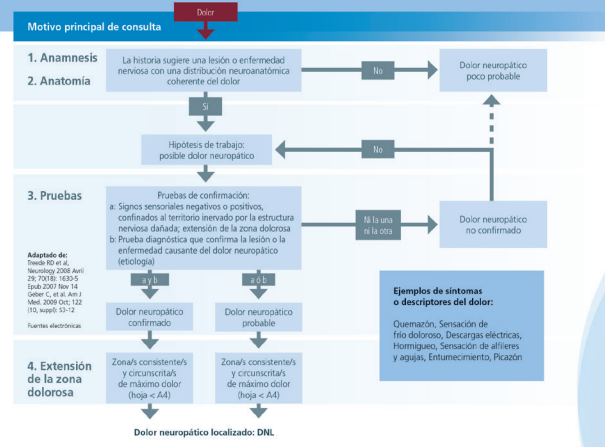 Dolor
Motivo principal de consulta
1. Anamnesis
2. Anatomía
La historia sugiere una lesión o enfermedad
nerviosa con una distribución neuroanatómica
coherente del dolor
No
Dolor neuropático
poco probable
Si
Hipótesis de trabajo:
posible dolor neuropático
No
3. Pruebas
Pruebas de confirmación:
a: Signos sensoriales negativos o positivos,
confinados al territorio inervado por la estructura
nerviosa dañada; extensión de la zona dolorosa
b: Prueba diagnóstica que confirma la lesión o la
enfermedad causante del dolor neuropático
(etiología)
Ni la una
ni la otra
Dolor neuropático
no confirmado
Adaptado de:
Treede RD et al,
Neurology 2008 Avril
29; 70(18): 1630-5
Epub 2007 Nov 14
Geber C, et al. Am J
Med. 2009 Oct; 122
(10, suppl): S3-12
Fuentes electrónicas
a y b
a ó b
Dolor neuropático
confirmado
Dolor neuropático
probable
Ejemplos de síntomas
o descriptores del dolor:
Quemazón, Sensación de
frío doloroso, Descargas eléctricas,
Hormigueo, Sensación de alfileres
y agujas, Entumecimiento, Picazón
4. Extensión
de la zona
dolorosa
Zona/s consistente/s
y circunscrita/s
de máximo dolor
(hoja < A4)
Zona/s consistente/s
y circunscrita/s
de máximo dolor
(hoja < A4)
Dolor neuropático localizado: DNL